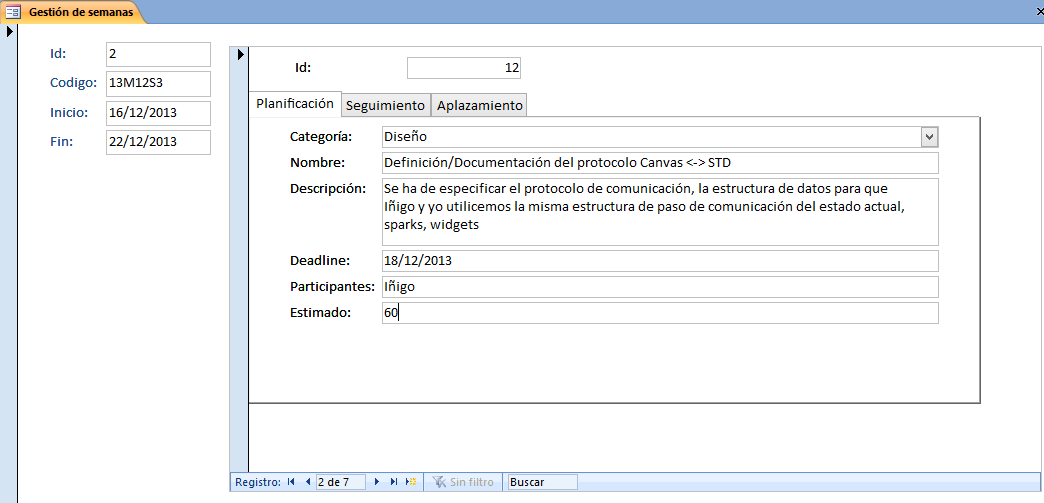 Gestión de semanas
Id: 2
Codigo: 13M12S3
Inicio: 16/12/2013
Fin: 22/12/2013
Id: 12
Planificación Seguimiento Aplazamiento
Categoría: Diseño
Nombre: Definición/Documentación del protocolo Canvas <-> STD
Descripción: Se ha de especificar el protocolo de comunicación, la estructura de datos para que
Iñigo y yo utilicemos la misma estructura de paso de comunicación del estado actual,
sparks, widgets
Deadline: 18/12/2013
Participantes: Iñigo
Estimado: 60
Registro: 2 de 7 Sin filtro Buscar